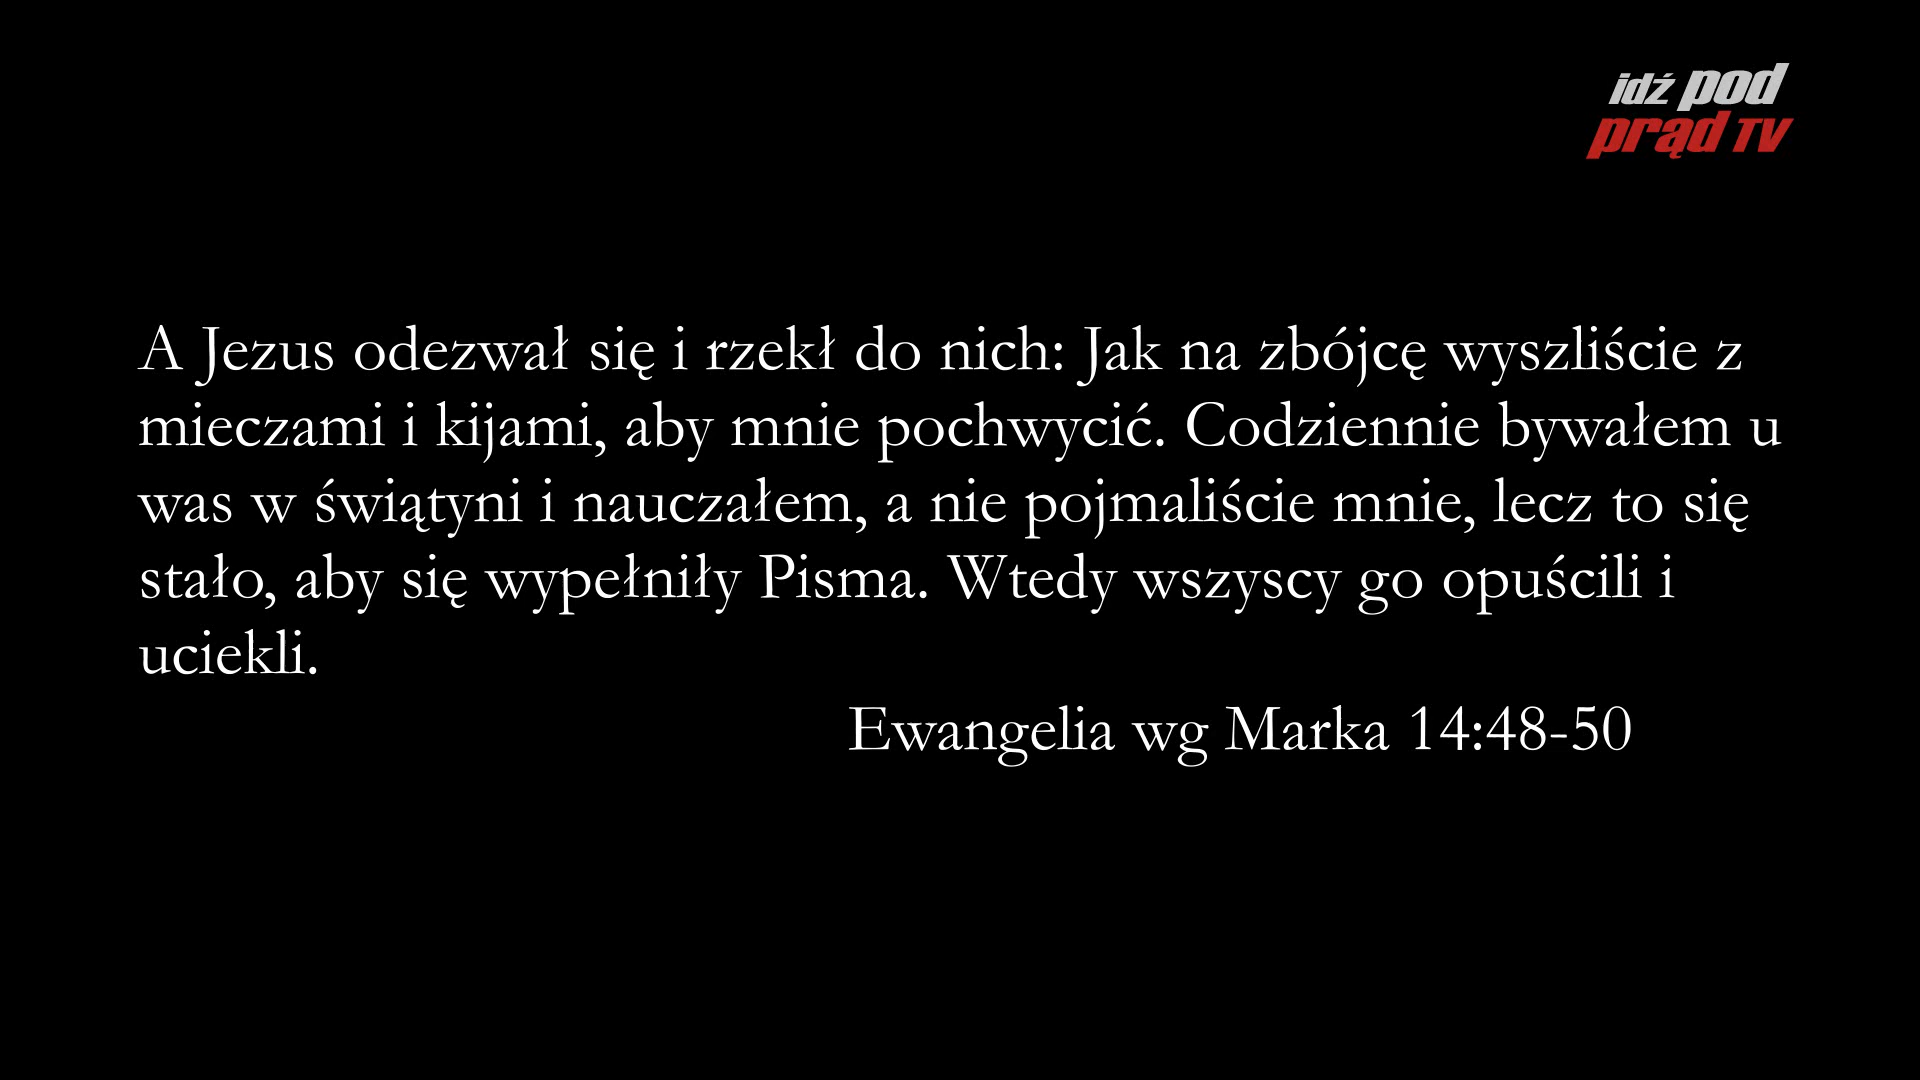 idź pod
prąd TV
A Jezus odezwał się i rzekł do nich: Jak na zbójcę wyszliście z
mieczami i kijami, aby mnie pochwycić. Codziennie bywałem u
was w świątyni i nauczałem, a nie pojmaliście mnie, lecz to się
stało, aby się wypełniły Pisma. Wtedy wszyscy go opuścili i
uciekli.
Ewangelia wg Marka 14:48-50